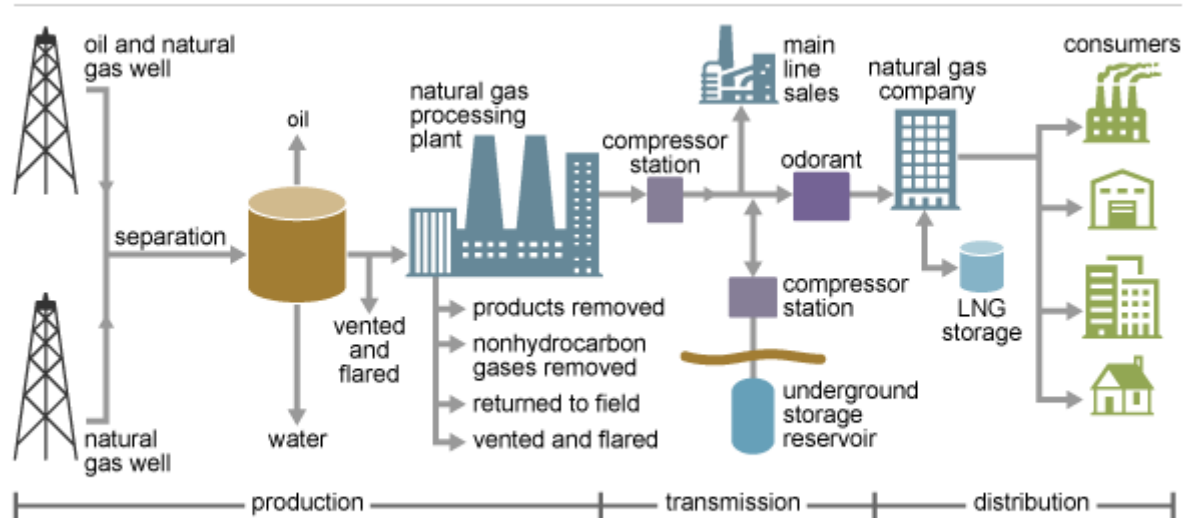 oil and natural
gas well
oil
separation
vented
and
flared
water
natural
gas well
natural gas
processing
plant
products removed
nonhydrocarbon
gases removed
returned to field
vented and flared
compressor
station
main
line
sales
odorant
compressor
station
underground
storage
reservoir
natural gas
company
LNG
storage
consumers
production
transmission
distribution